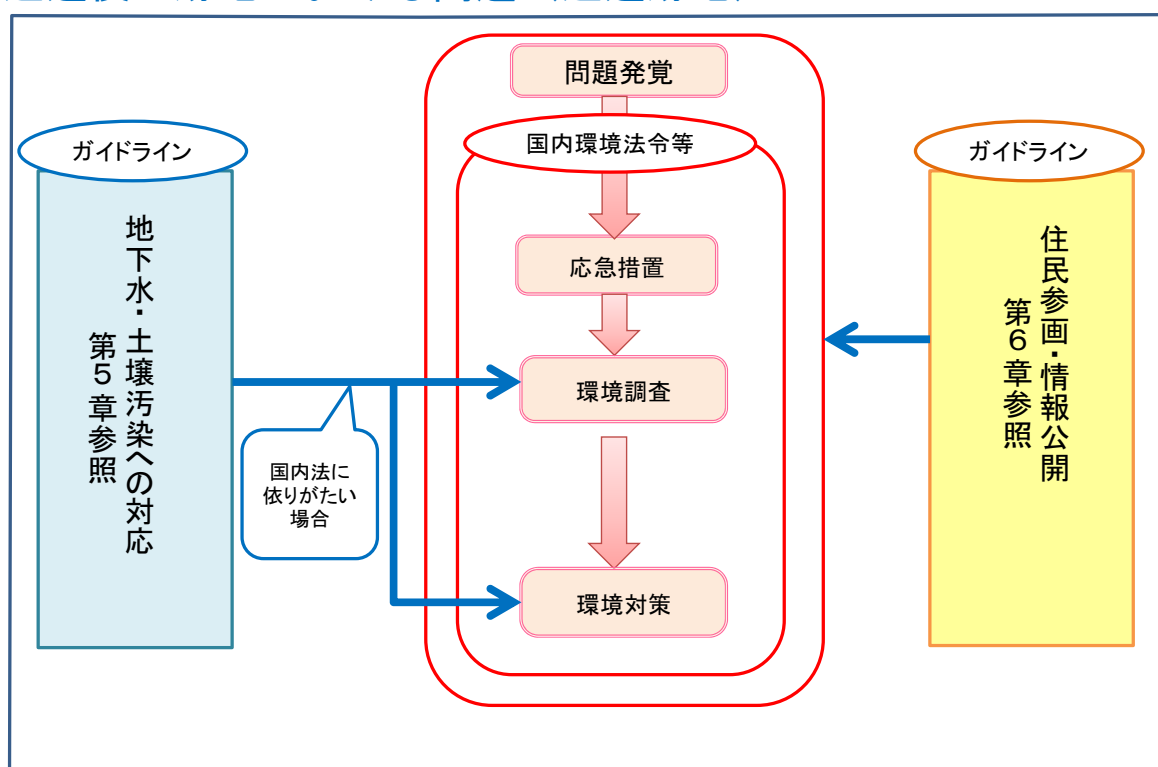 問題発覚
国内環境法令等
応急措置
環境調査
環境対策
ガイドライン
地下水・土壌汚染への対応
第5章参照
国内法に
依りがたい
場合
ガイドライン
住民参画・情報公開
第6章参照